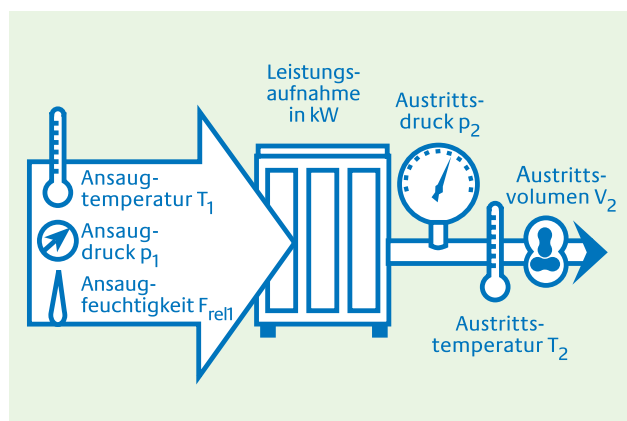 Leistungs-
aufnahme
in kW
Austritts-
druck p2
Austritts-
volumen V2
Ansaug-
temperatur T1
Ansaug-
druck p1
Ansaug-
feuchtigkeit Frel1
Austritts-
temperatur T2